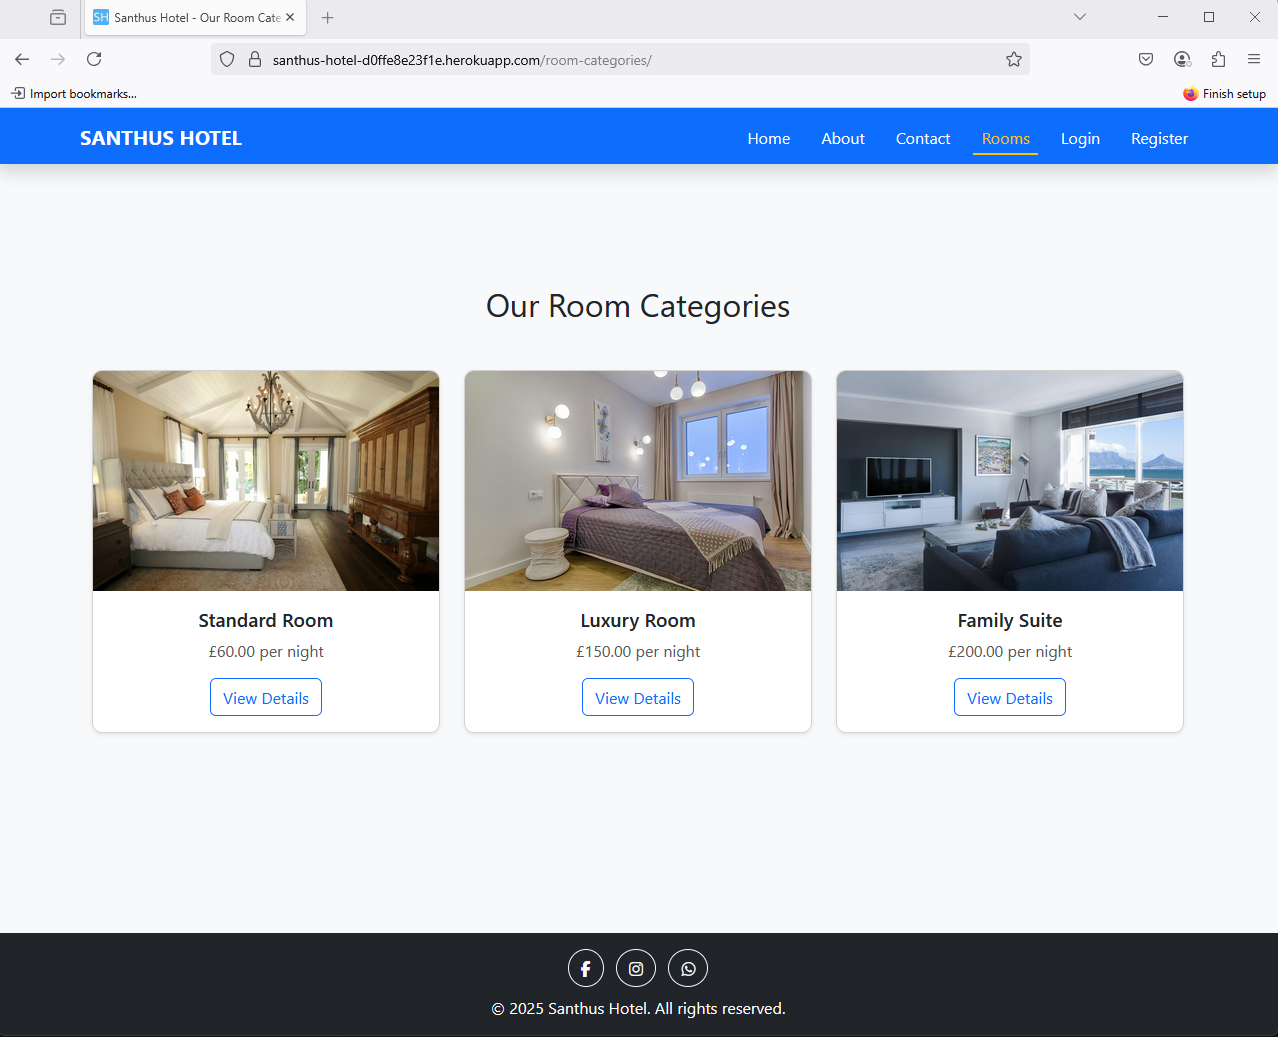 SH Santhus Hotel - Our Room Cate
santhus-hotel-d0ffe8e23f1e.herokuapp.com/room-categories/
Import bookmarks...
Finish setup
SANTHUS HOTEL
Home About Contact Rooms Login Register
Our Room Categories
Standard Room
£60.00 per night
View Details
Luxury Room
£150.00 per night
View Details
Family Suite
£200.00 per night
View Details
© 2025 Santhus Hotel. All rights reserved.